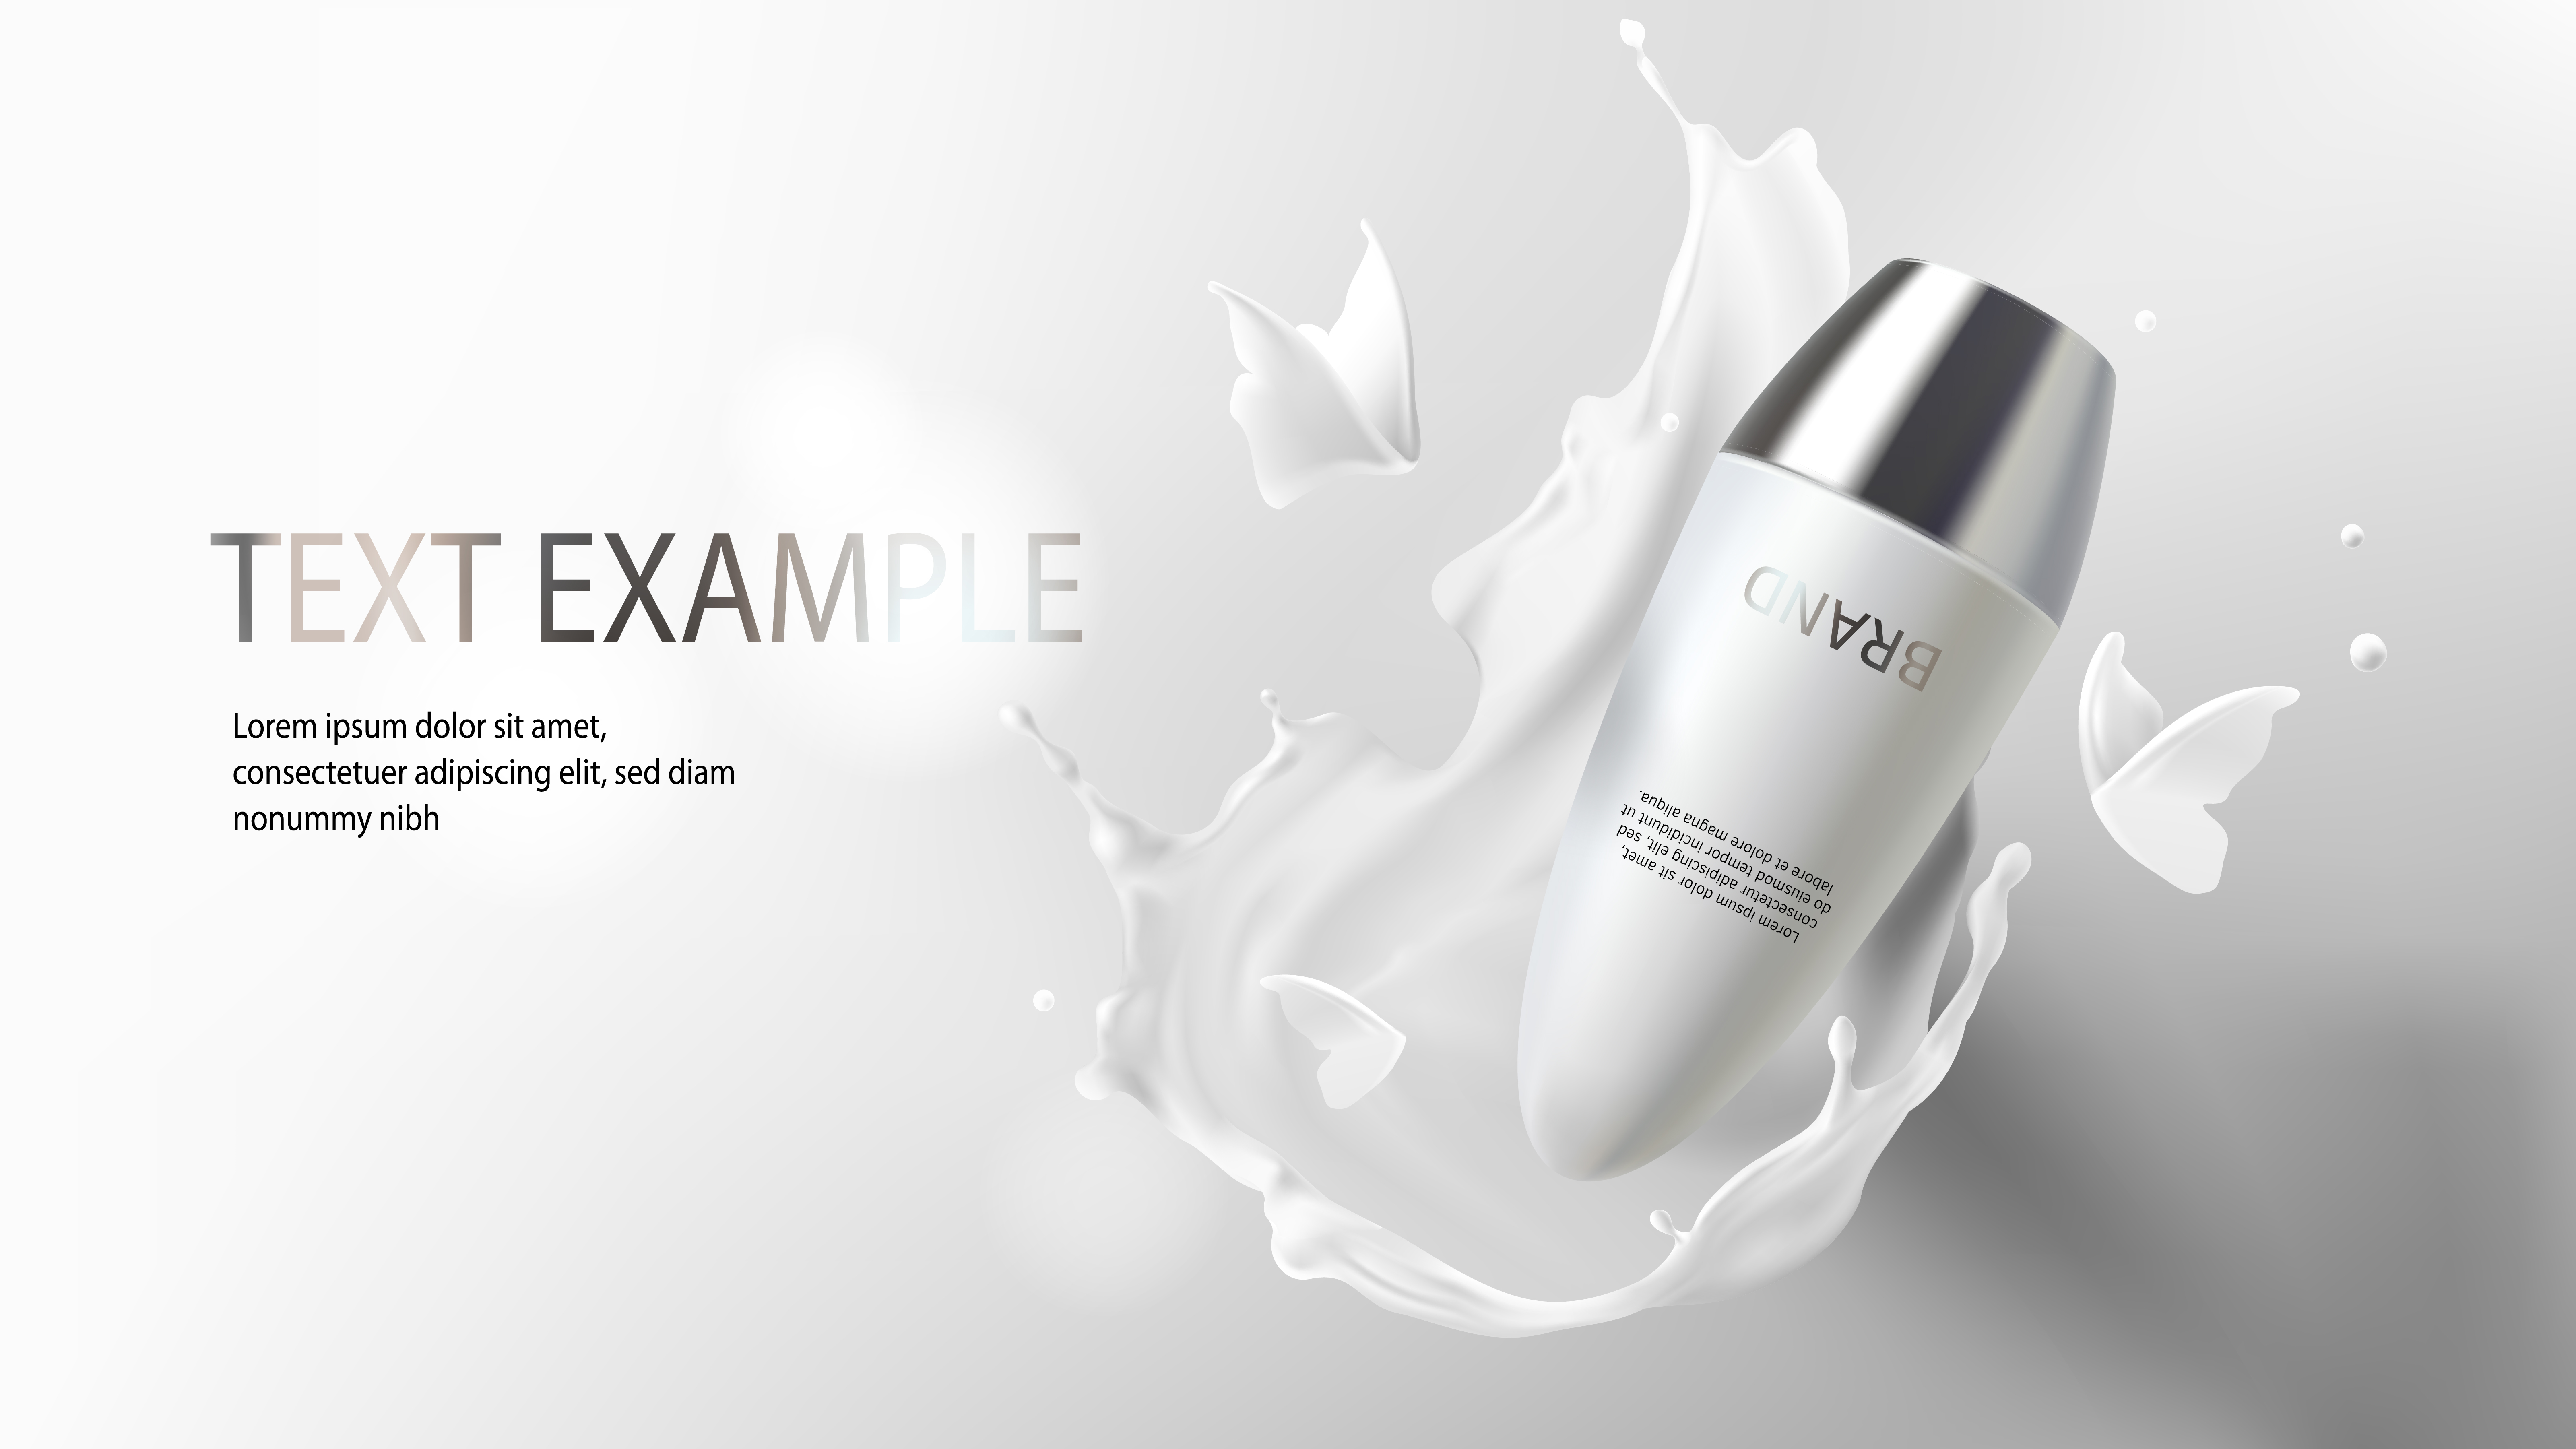 TEXT EXAMPLE
Lorem ipsum dolor sit amet,
consectetuer adipiscing elit, sed diam
nonummy nibh
BRAND
Lorem ipsum dolor sit amet,
consectetur adipiscing elit, sed
do eiusmod tempor incididunt ut
labore et dolore magna aliqua.